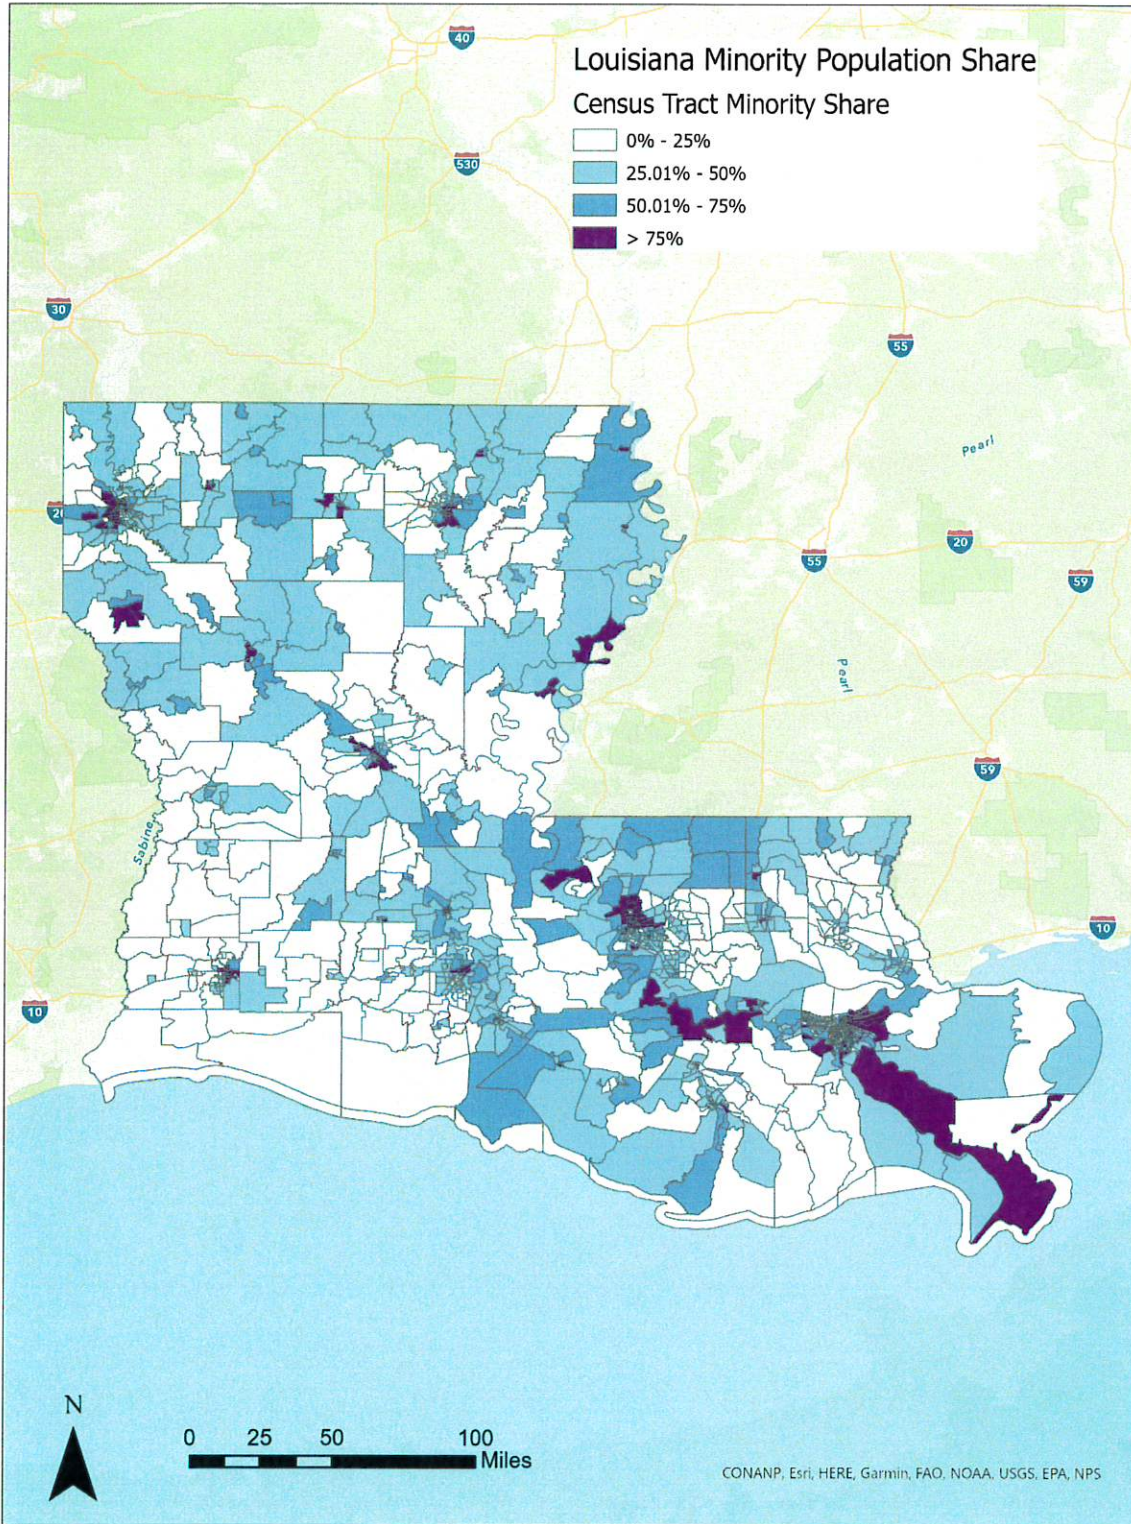 40
Louisiana Minority Population Share
Census Tract Minority Share
0% - 25%
25.01% - 50%
50.01% - 75%
> 75%
530
30
55
Pearl
20
55
20
59
Pearl
59
Sabine
10
10
N
0 25 50 100
Miles
CONANP, Esri, HERE, Garmin, FAO, NOAA, USGS, EPA, NPS